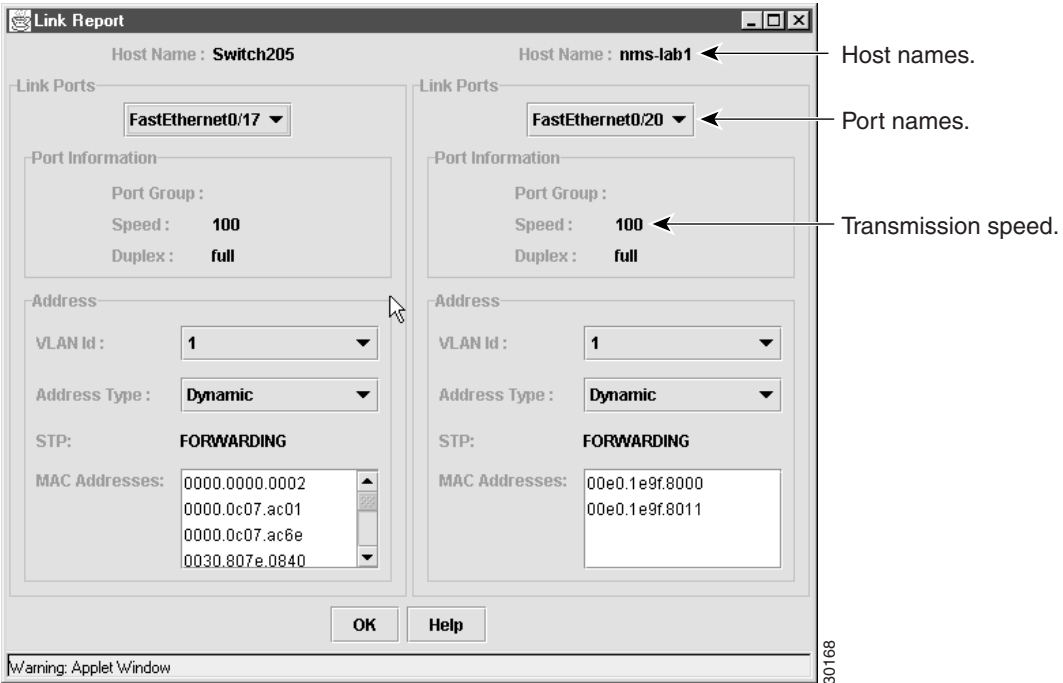 Link Report
Host Name : Switch205
Host Name : nms-lab1
Host names.
Link Ports
Link Ports
FastEthernet0/17
FastEthernet0/20
Port names.
Port Information
Port Information
Port Group :
Port Group :
Speed : 100
Speed : 100
Transmission speed.
Duplex : full
Duplex : full
Address
Address
VLAN Id : 1
VLAN Id : 1
Address Type : Dynamic
Address Type : Dynamic
STP: FORWARDING
STP: FORWARDING
MAC Addresses: 0000.0000.0002
0000.0c07.ac01
0000.0c07.ac6e
0030.807e.0840
MAC Addresses: 00e0.1e9f.8000
00e0.1e9f.8011
OK
Help
Warning: Applet Window
30168